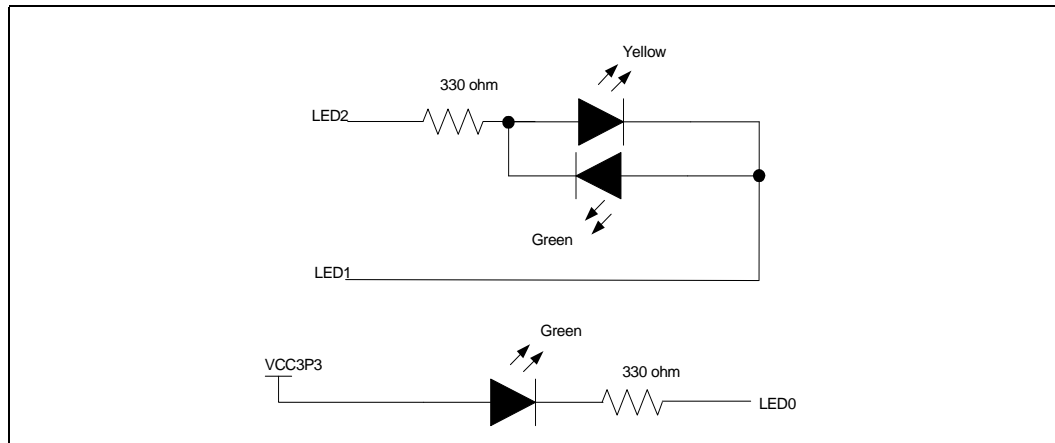 Yellow
330 ohm
LED2
Green
LED1
Green
VCC3P3
330 ohm
LED0